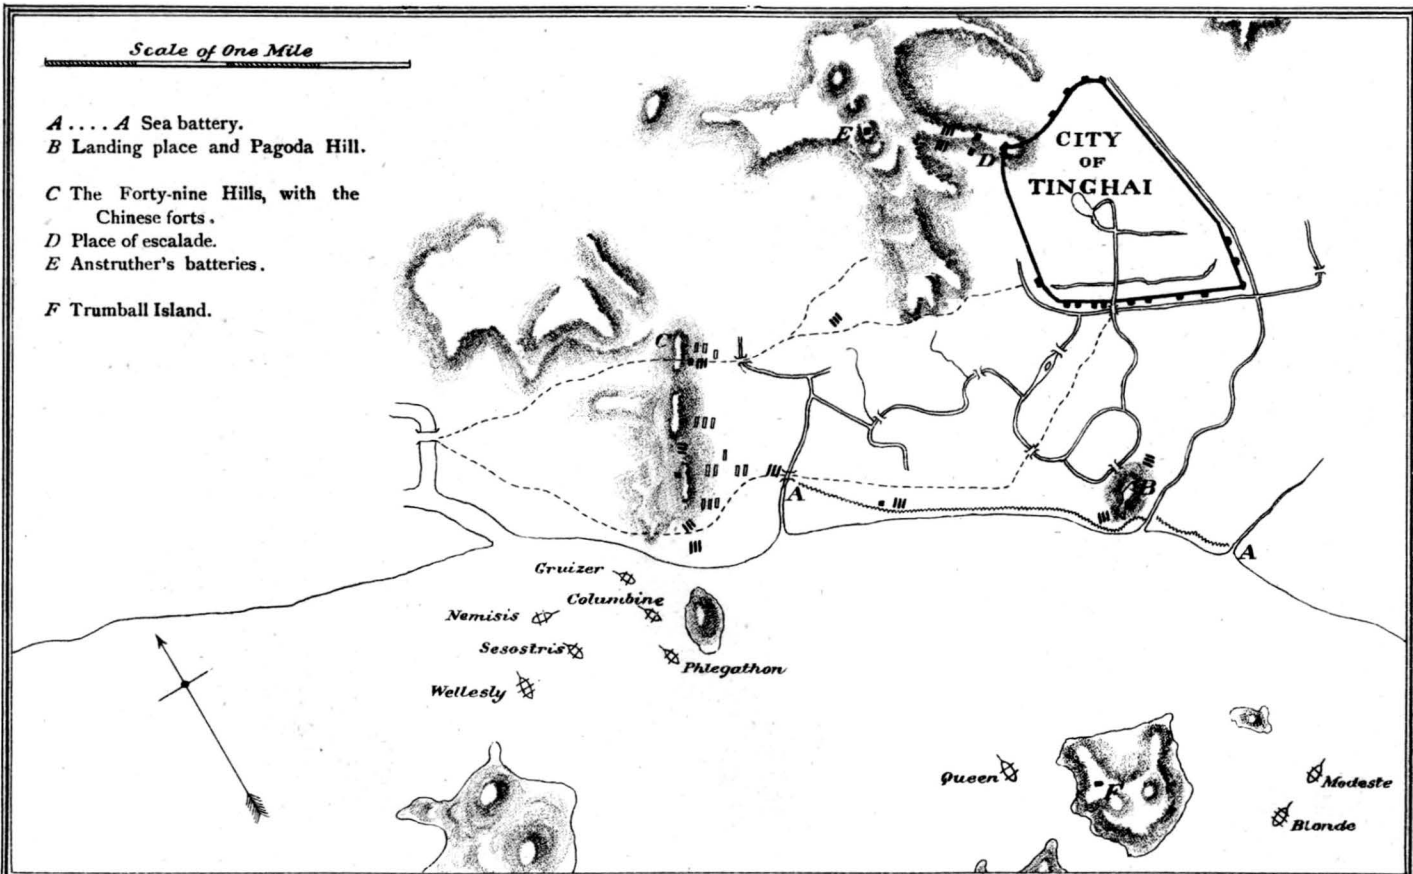 Scale of One Mile
A....A Sea battery.
B Landing place and Pagoda Hill.
C The Forty-nine Hills, with the
Chinese forts.
D Place of escalade.
E Anstruther's batteries.
F Trumball Island.
E
D
CITY
OF
TINGHAI
C
A
B
A
Gruizer
Columbine
Nemisis
Sesostris
Phlegathon
Wellesly
Queen
F
Modeste
Blonde